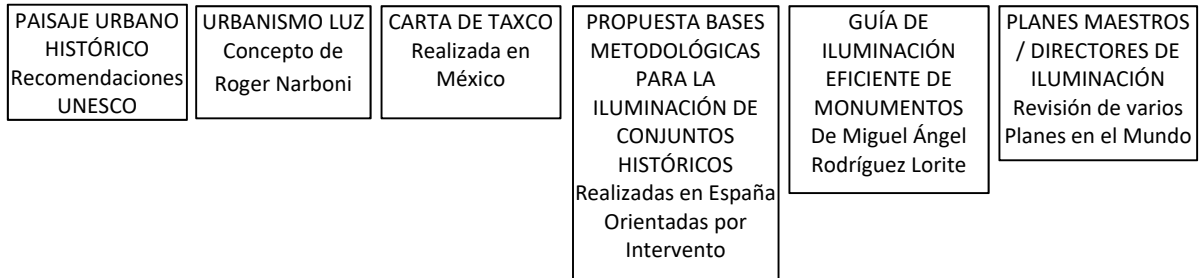 PAISAJE URBANO
HISTÓRICO
Recomendaciones
UNESCO
URBANISMO LUZ
Concepto de
Roger Narboni
CARTA DE TAXCO
Realizada en
México
PROPUESTA BASES
METODOLÓGICAS
PARA LA
ILUMINACIÓN DE
CONJUNTOS
HISTÓRICOS
Realizadas en España
Orientadas por
Intervento
GUÍA DE
ILUMINACIÓN
EFICIENTE DE
MONUMENTOS
De Miguel Ángel
Rodríguez Lorite
PLANES MAESTROS
/ DIRECTORES DE
ILUMINACIÓN
Revisión de varios
Planes en el Mundo